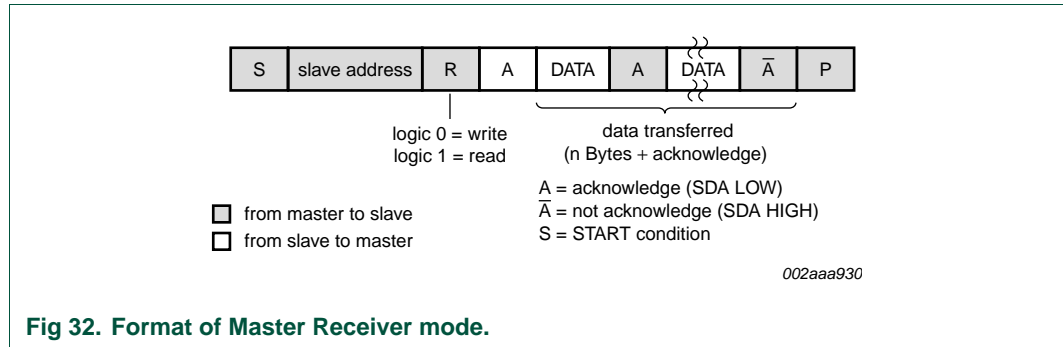 S slave address R A DATA A DATA A̅ P
logic 0 = write
logic 1 = read
data transferred
(n Bytes + acknowledge)
A = acknowledge (SDA LOW)
A̅ = not acknowledge (SDA HIGH)
S = START condition
from master to slave
from slave to master
002aaa930
Fig 32. Format of Master Receiver mode.